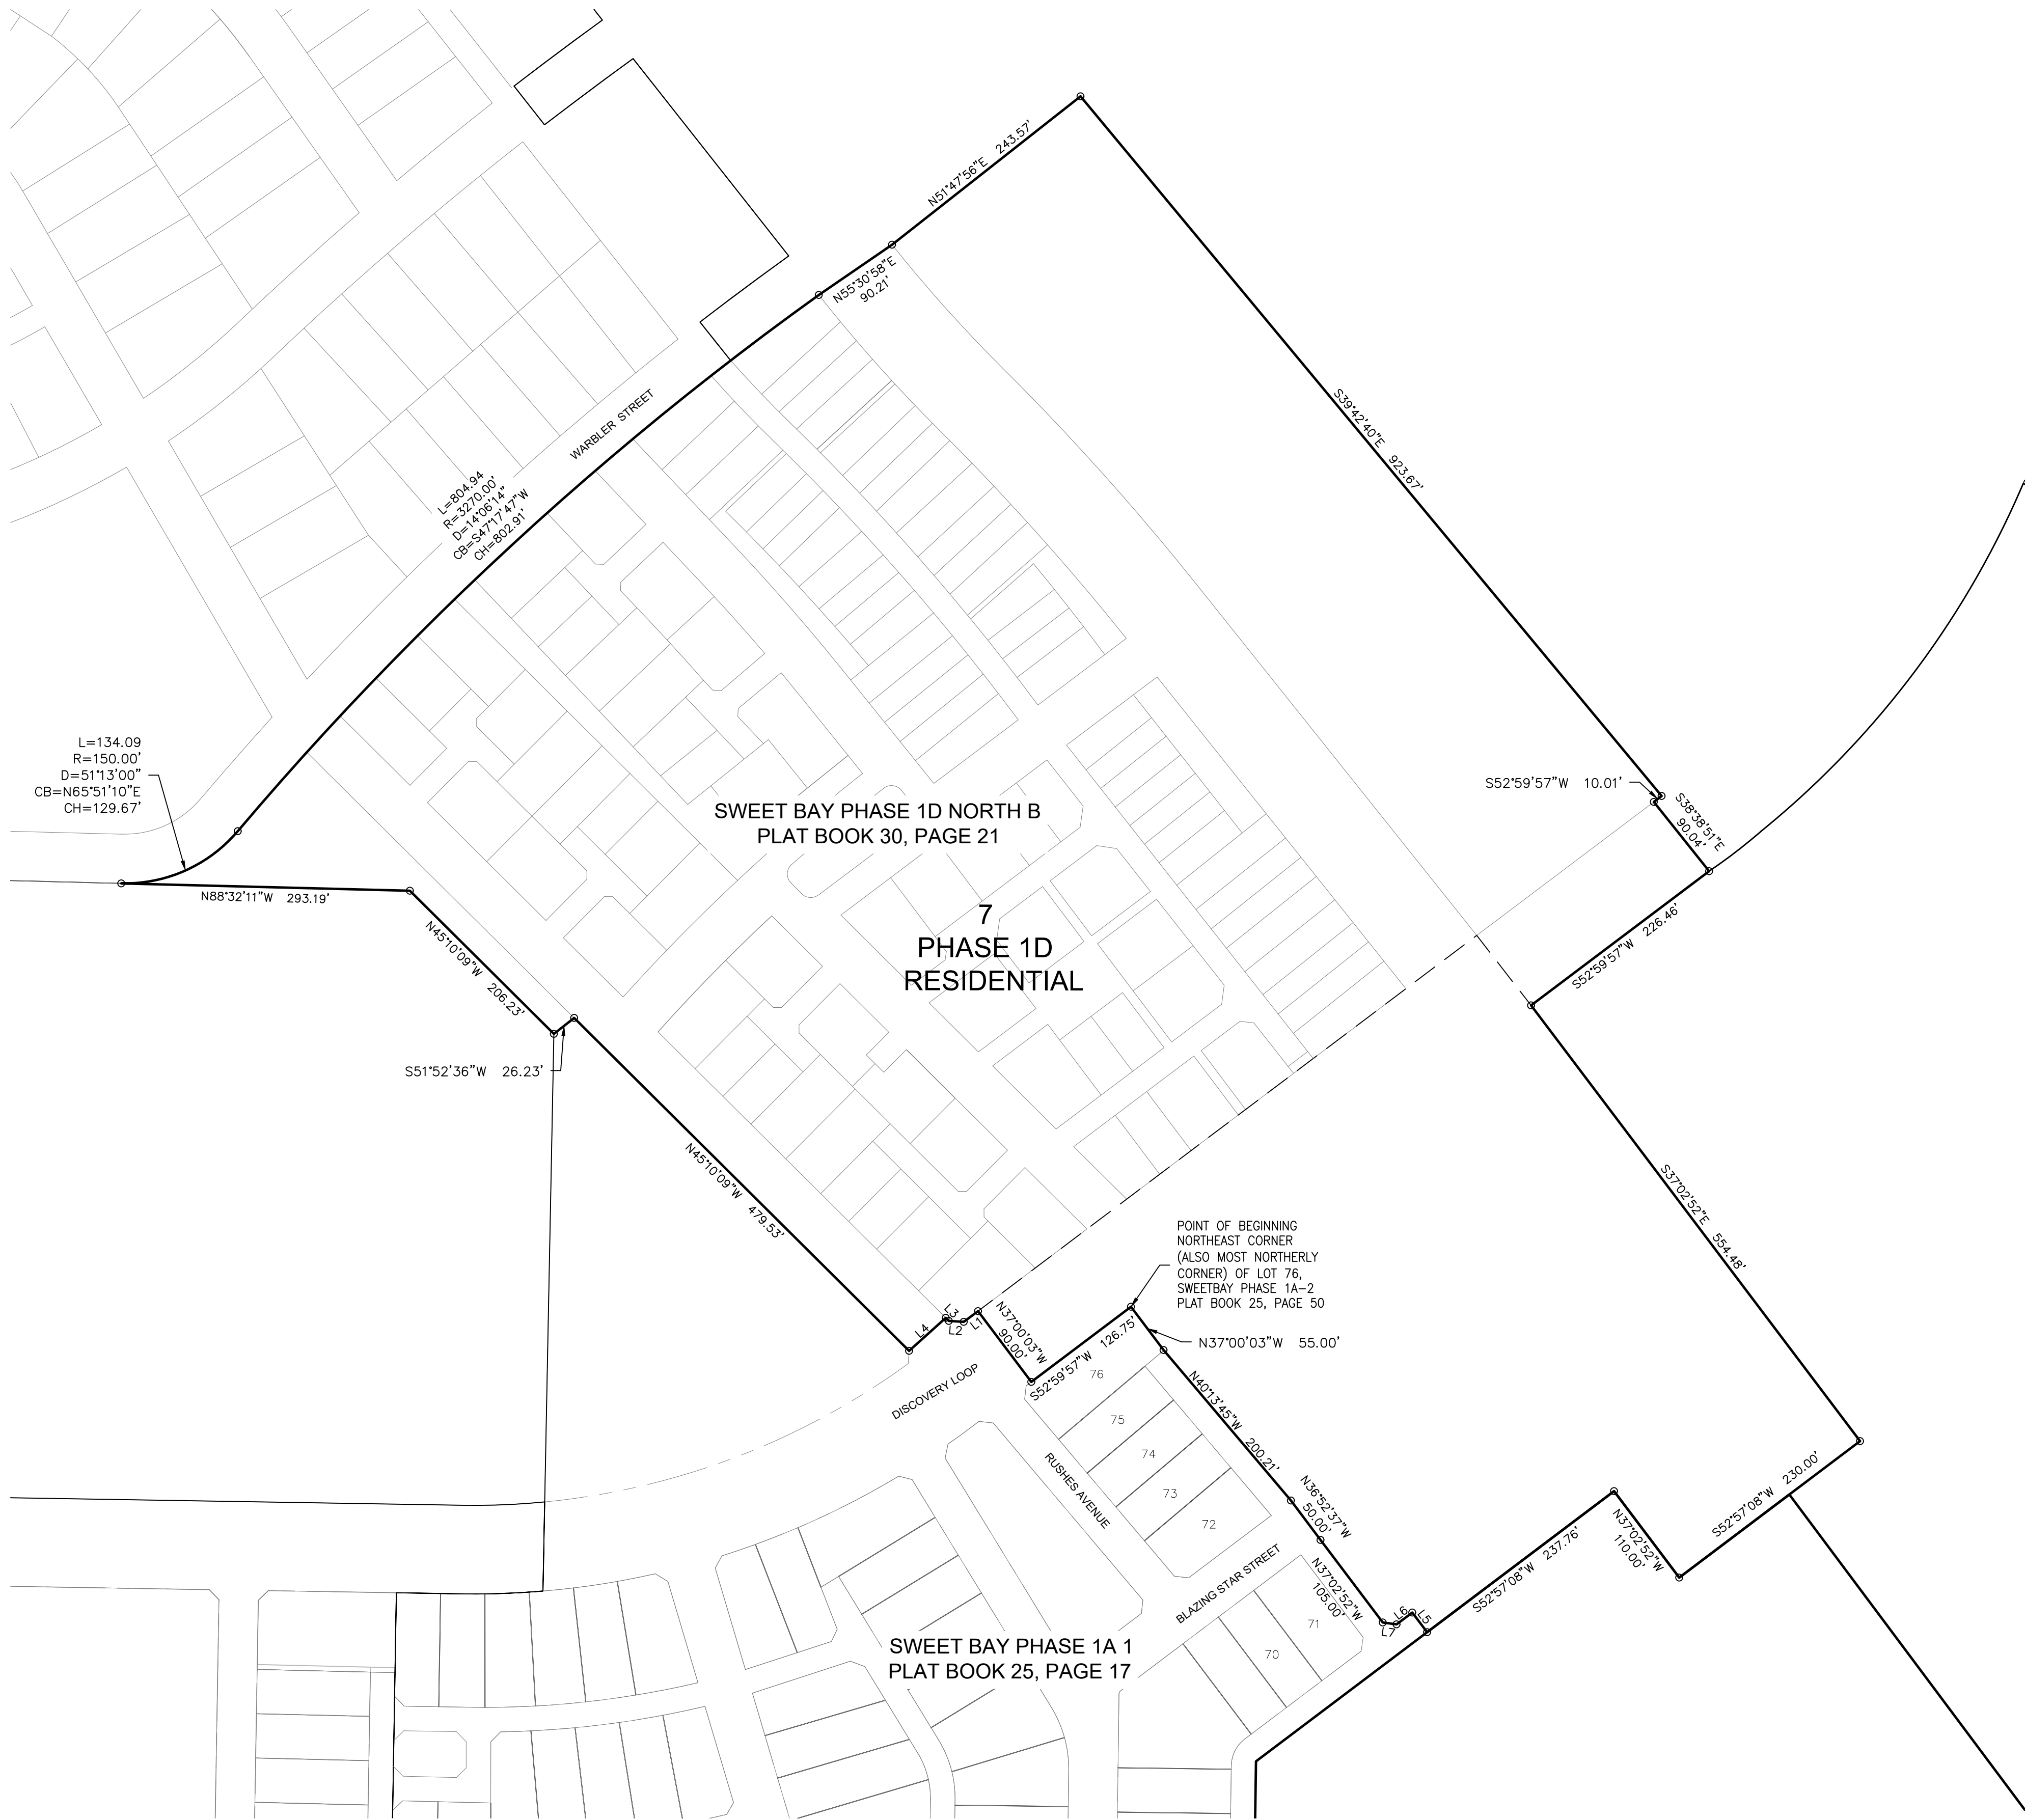 N51°47'56"E 243.57'
N55°30'58"E
90.21'
S39°42'40"E 923.67'
WARBLER STREET
L=804.94
R=3270.00'
D=14°06'14"
CB=S47°17'47"W
CH=802.91'
L=134.09
R=150.00'
D=51°13'00"
CB=N65°51'10"E
CH=129.67'
S52°59'57"W 10.01'
S38°38'51"E
90.04'
SWEET BAY PHASE 1D NORTH B
PLAT BOOK 30, PAGE 21
N88°32'11"W 293.19'
7
PHASE 1D
RESIDENTIAL
S52°59'57"W 226.46'
N45°10'09"W 206.23'
S51°52'36"W 26.23'
N45°10'09"W 479.53'
S37°02'52"E 554.48'
POINT OF BEGINNING
NORTHEAST CORNER
(ALSO MOST NORTHERLY
CORNER) OF LOT 76,
SWEETBAY PHASE 1A-2
PLAT BOOK 25, PAGE 50
L4
L3
L2
L1
N37°00'03"W
90.00'
S52°59'57"W 126.75'
N37°00'03"W 55.00'
DISCOVERY LOOP
76
75
74
73
72
N40°13'45"W 200.21'
RUSHES AVENUE
N36°52'37"W
50.00'
S52°57'08"W 230.00'
N37°02'52"W
110.00'
S52°57'08"W 237.76'
BLAZING STAR STREET
N37°02'52"W
105.00'
L7
L6
L5
71
70
SWEET BAY PHASE 1A 1
PLAT BOOK 25, PAGE 17